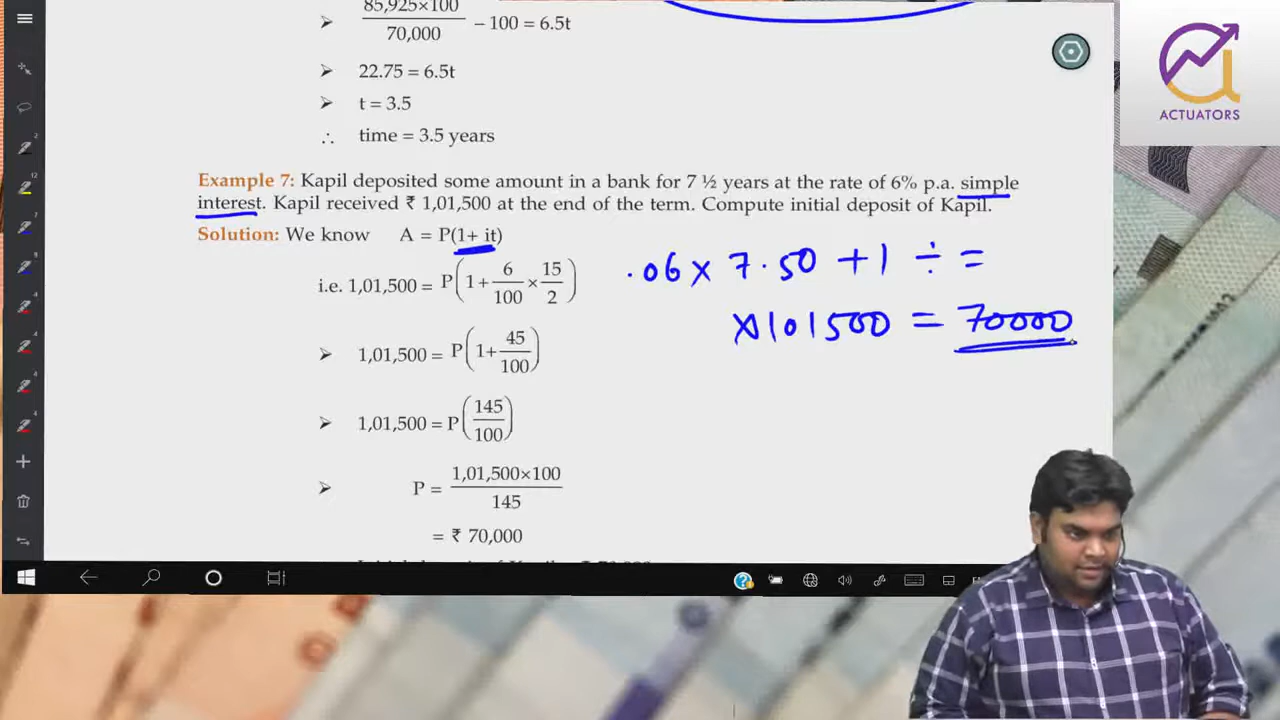 85,925×100
➢ ――― − 100 = 6.5t
70,000
➢ 22.75 = 6.5t
➢ t = 3.5
∴ time = 3.5 years
Example 7: Kapil deposited some amount in a bank for 7 ½ years at the rate of 6% p.a. simple
interest. Kapil received ₹ 1,01,500 at the end of the term. Compute initial deposit of Kapil.
Solution: We know A = P(1+ it)
i.e. 1,01,500 = P(1+ 6/100 × 15/2)
➢ 1,01,500 = P(1+ 45/100)
➢ 1,01,500 = P(145/100)
➢ P = 1,01,500×100/145
= ₹ 70,000
.06 × 7.50 + 1 ÷ =
×101500 = 70000
ACTUATORS